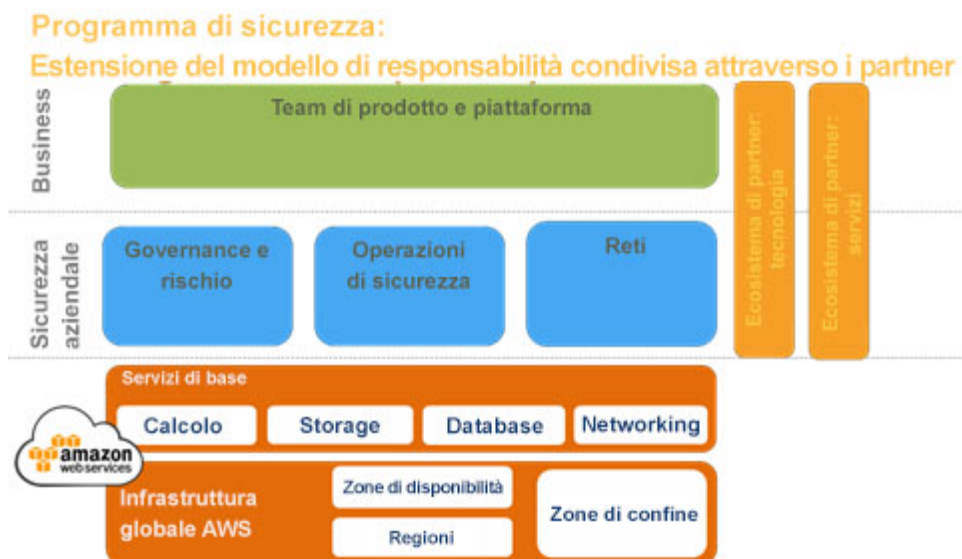 Programma di sicurezza:
Estensione del modello di responsabilità condivisa attraverso i partner
Business
Team di prodotto e piattaforma
Ecosistema di partner:
tecnologia
Ecosistema di partner:
servizi
Sicurezza
aziendale
Governance e
rischio
Operazioni
di sicurezza
Reti
Servizi di base
Calcolo
Storage
Database
Networking
amazon
web services
Infrastruttura
globale AWS
Zone di disponibilità
Regioni
Zone di confine